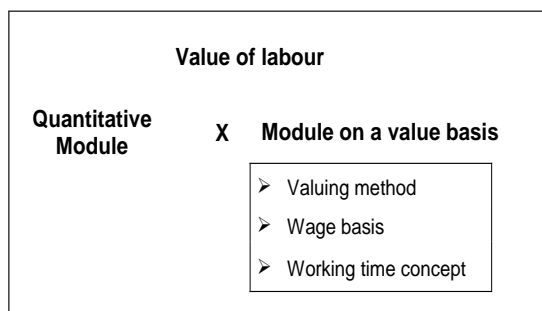 Value of labour
Quantitative
Module
X
Module on a value basis
➢ Valuing method
➢ Wage basis
➢ Working time concept